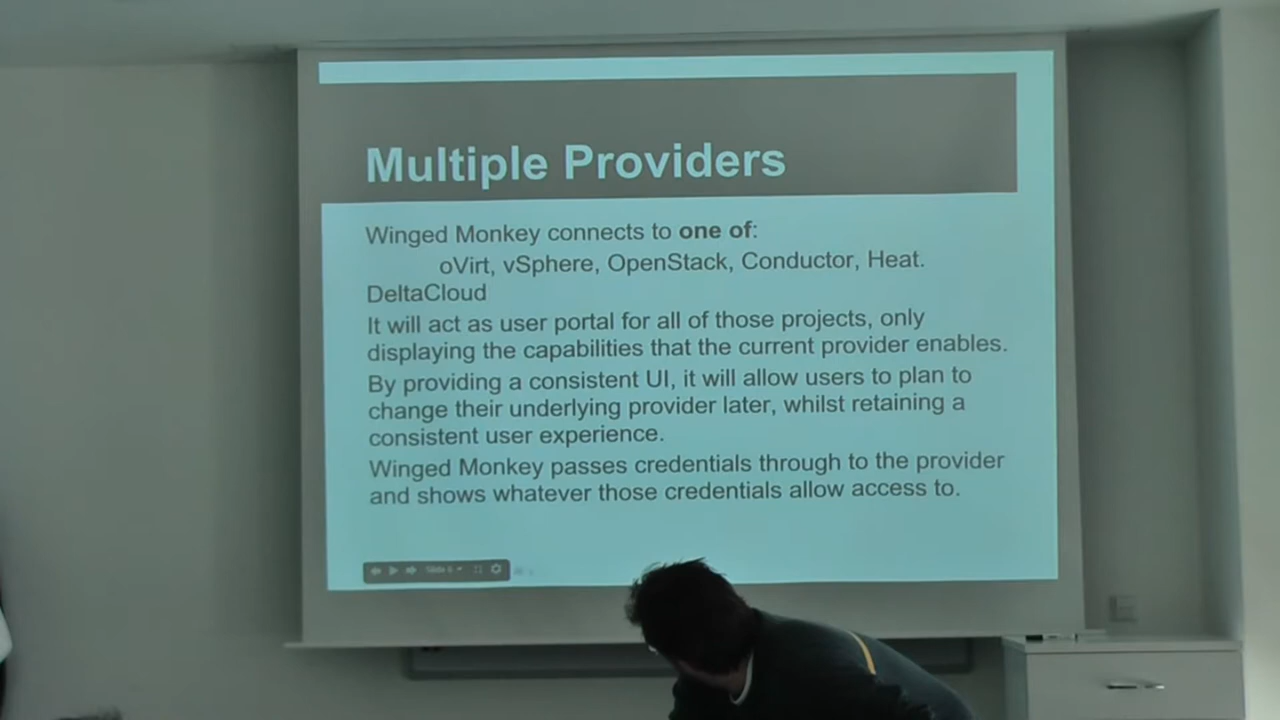 Multiple Providers
Winged Monkey connects to one of:
oVirt, vSphere, OpenStack, Conductor, Heat.
DeltaCloud
It will act as user portal for all of those projects, only
displaying the capabilities that the current provider enables.
By providing a consistent UI, it will allow users to plan to
change their underlying provider later, whilst retaining a
consistent user experience.
Winged Monkey passes credentials through to the provider
and shows whatever those credentials allow access to.